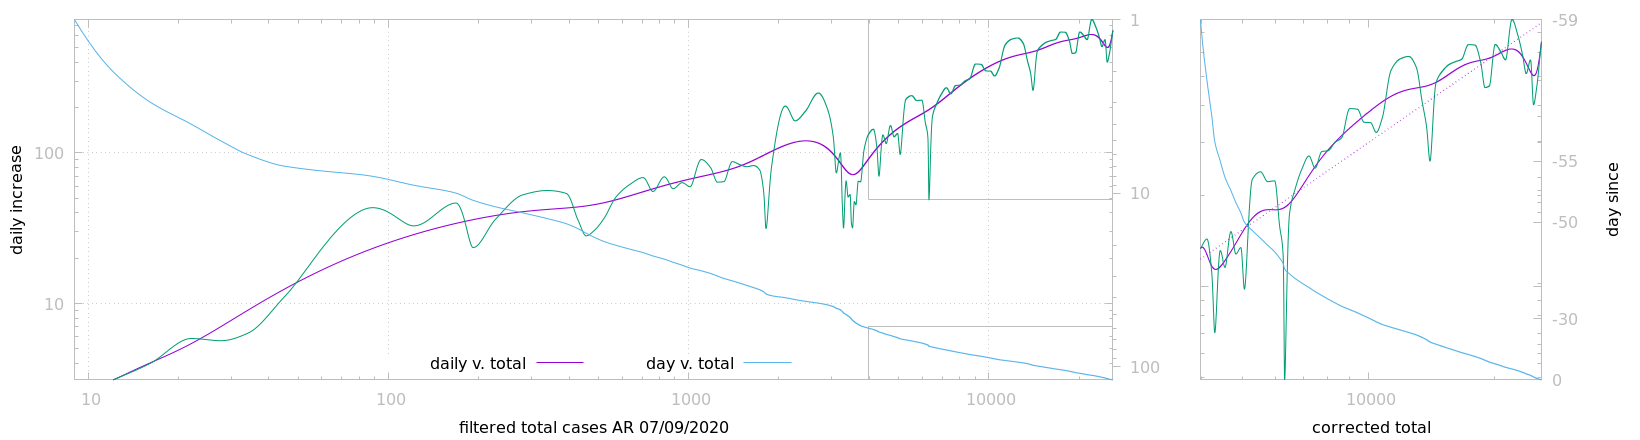 daily increase
100
10
1
10
100
10
100
1000
10000
daily v. total
day v. total
filtered total cases AR 07/09/2020
-59
-55
-50
-30
0
day since
10000
corrected total